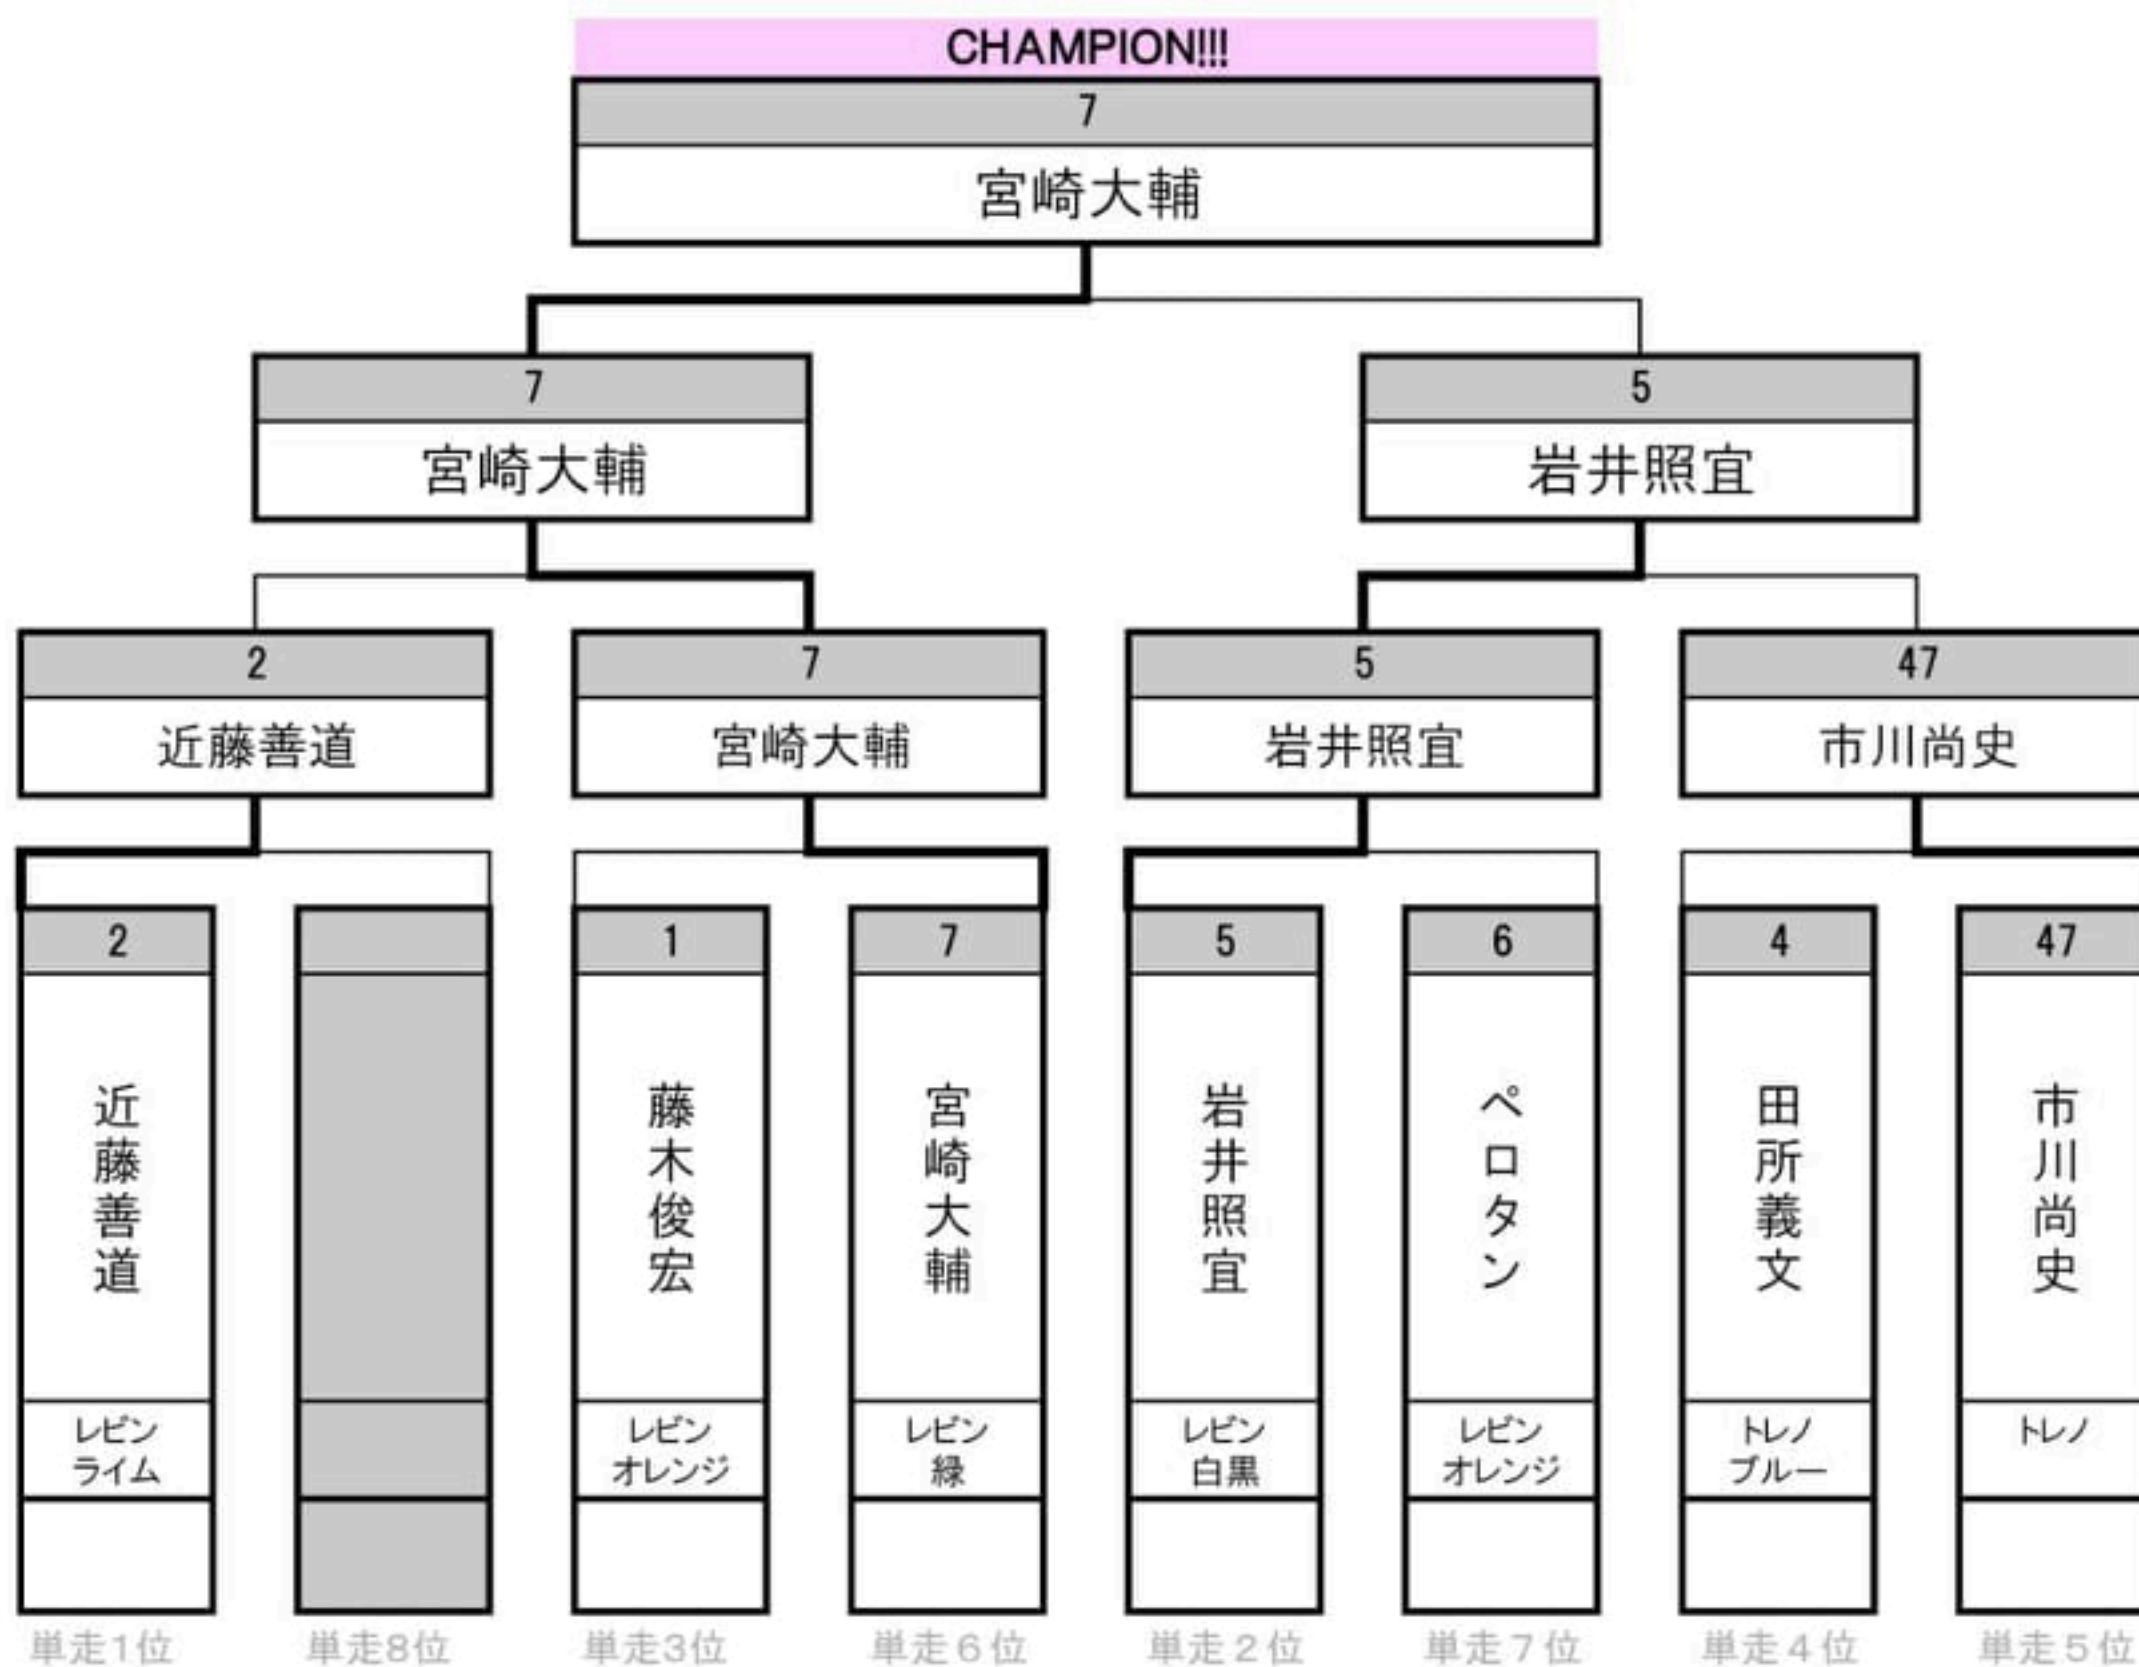 CHAMPION!!!
7
宮崎大輔
7
宮崎大輔
5
岩井照宜
2
近藤善道
7
宮崎大輔
5
岩井照宜
47
市川尚史
2
近藤善道
レビン
ライム
1
藤木俊宏
レビン
オレンジ
7
宮崎大輔
レビン
緑
5
岩井照宜
レビン
白黒
6
ペロタン
レビン
オレンジ
4
田所義文
トレノ
ブルー
47
市川尚史
トレノ
単走1位
単走8位
単走3位
単走６位
単走２位
単走７位
単走４位
単走５位